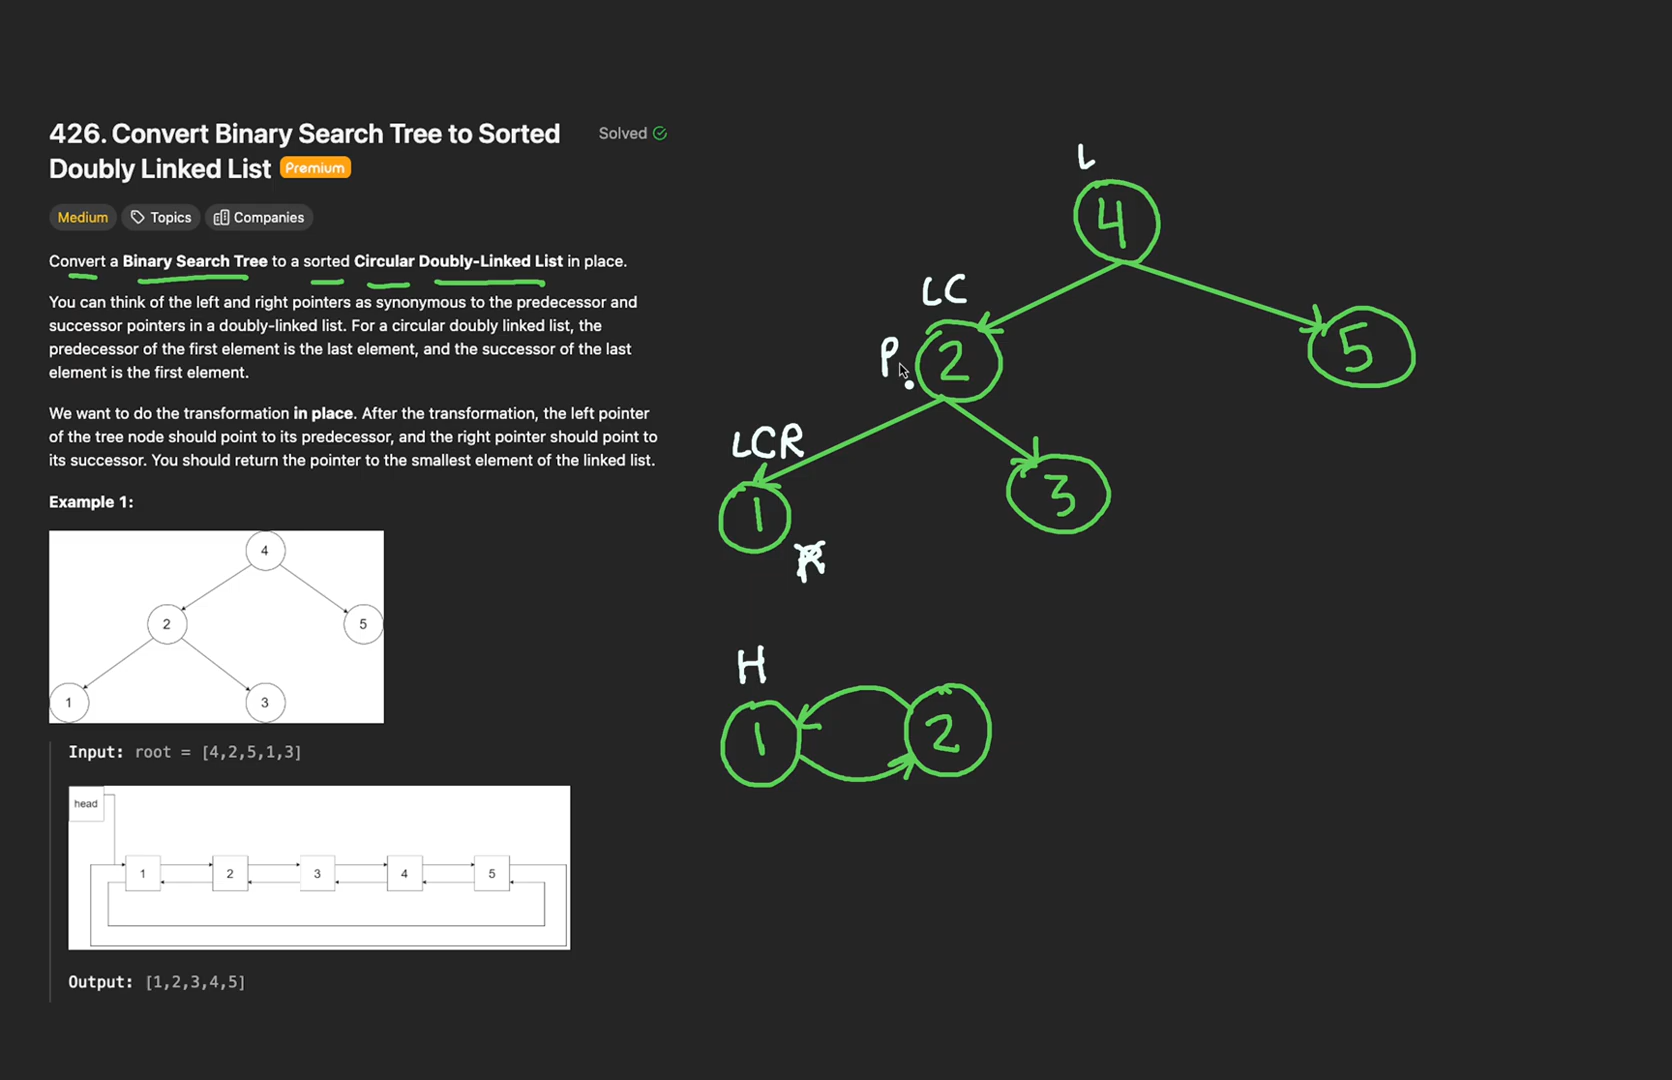 426. Convert Binary Search Tree to Sorted
Doubly Linked List Premium
Solved
Medium Topics Companies
Convert a Binary Search Tree to a sorted Circular Doubly-Linked List in place.
You can think of the left and right pointers as synonymous to the predecessor and
successor pointers in a doubly-linked list. For a circular doubly linked list, the
predecessor of the first element is the last element, and the successor of the last
element is the first element.
We want to do the transformation in place. After the transformation, the left pointer
of the tree node should point to its predecessor, and the right pointer should point to
its successor. You should return the pointer to the smallest element of the linked list.
Example 1:
4
2
5
1
3
Input: root = [4,2,5,1,3]
head
1 2 3 4 5
Output: [1,2,3,4,5]
L
4
LC
P
2
5
LCR
1
3
H
1
2